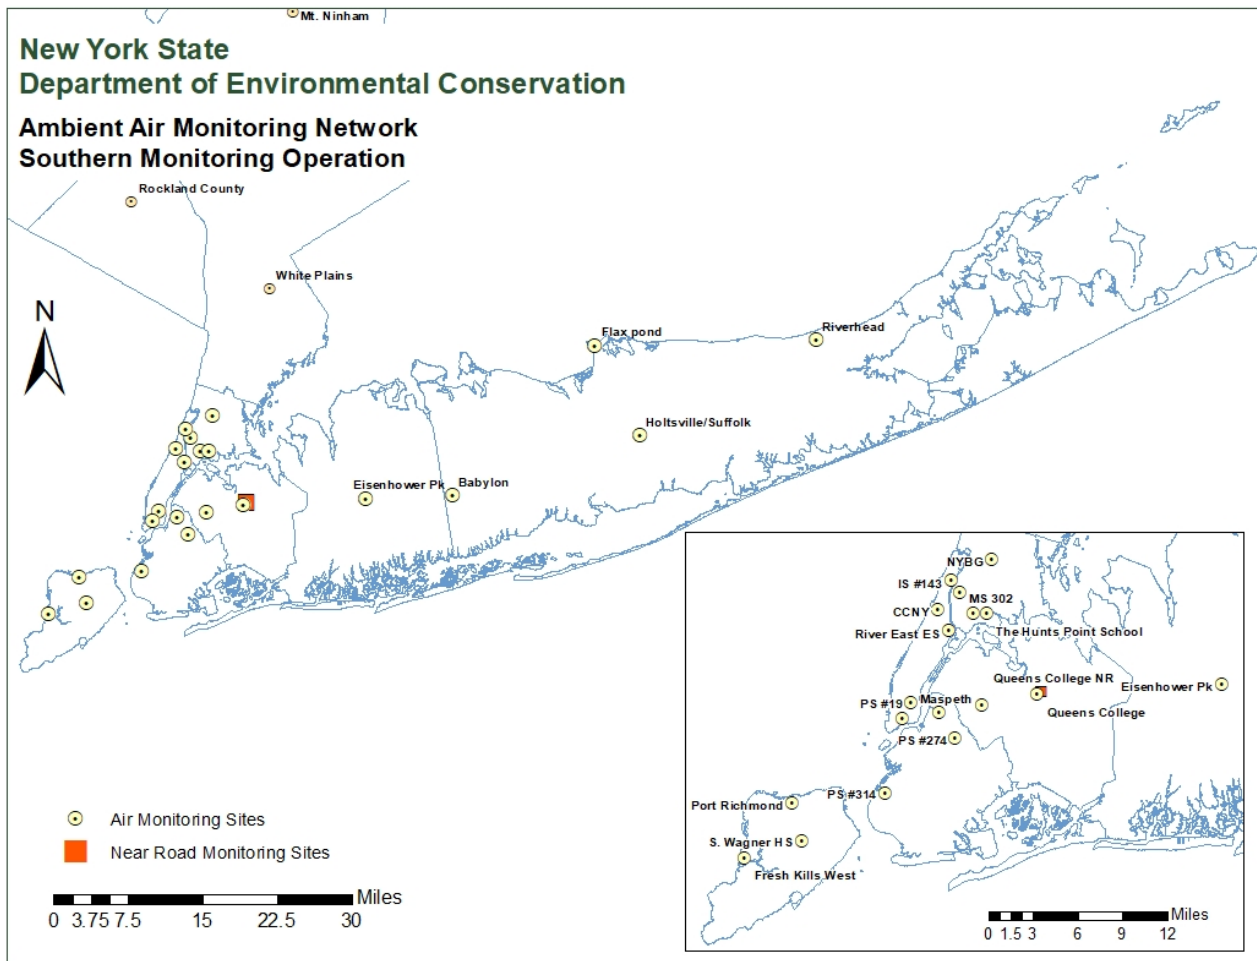 Mt. Ninham
New York State
Department of Environmental Conservation
Ambient Air Monitoring Network
Southern Monitoring Operation
Rockland County
White Plains
N
Flax pond
Riverhead
Holtsville/Suffolk
Eisenhower Pk
Babylon
NYBG
IS #143
MS 302
CCNY
River East ES
The Hunts Point School
Queens College NR
Eisenhower Pk
PS #19
Maspeth
Queens College
PS #274
PS #314
Port Richmond
S. Wagner HS
Fresh Kills West
Air Monitoring Sites
Near Road Monitoring Sites
Miles
0 3.75 7.5 15 22.5 30
Miles
0 1.5 3 6 9 12